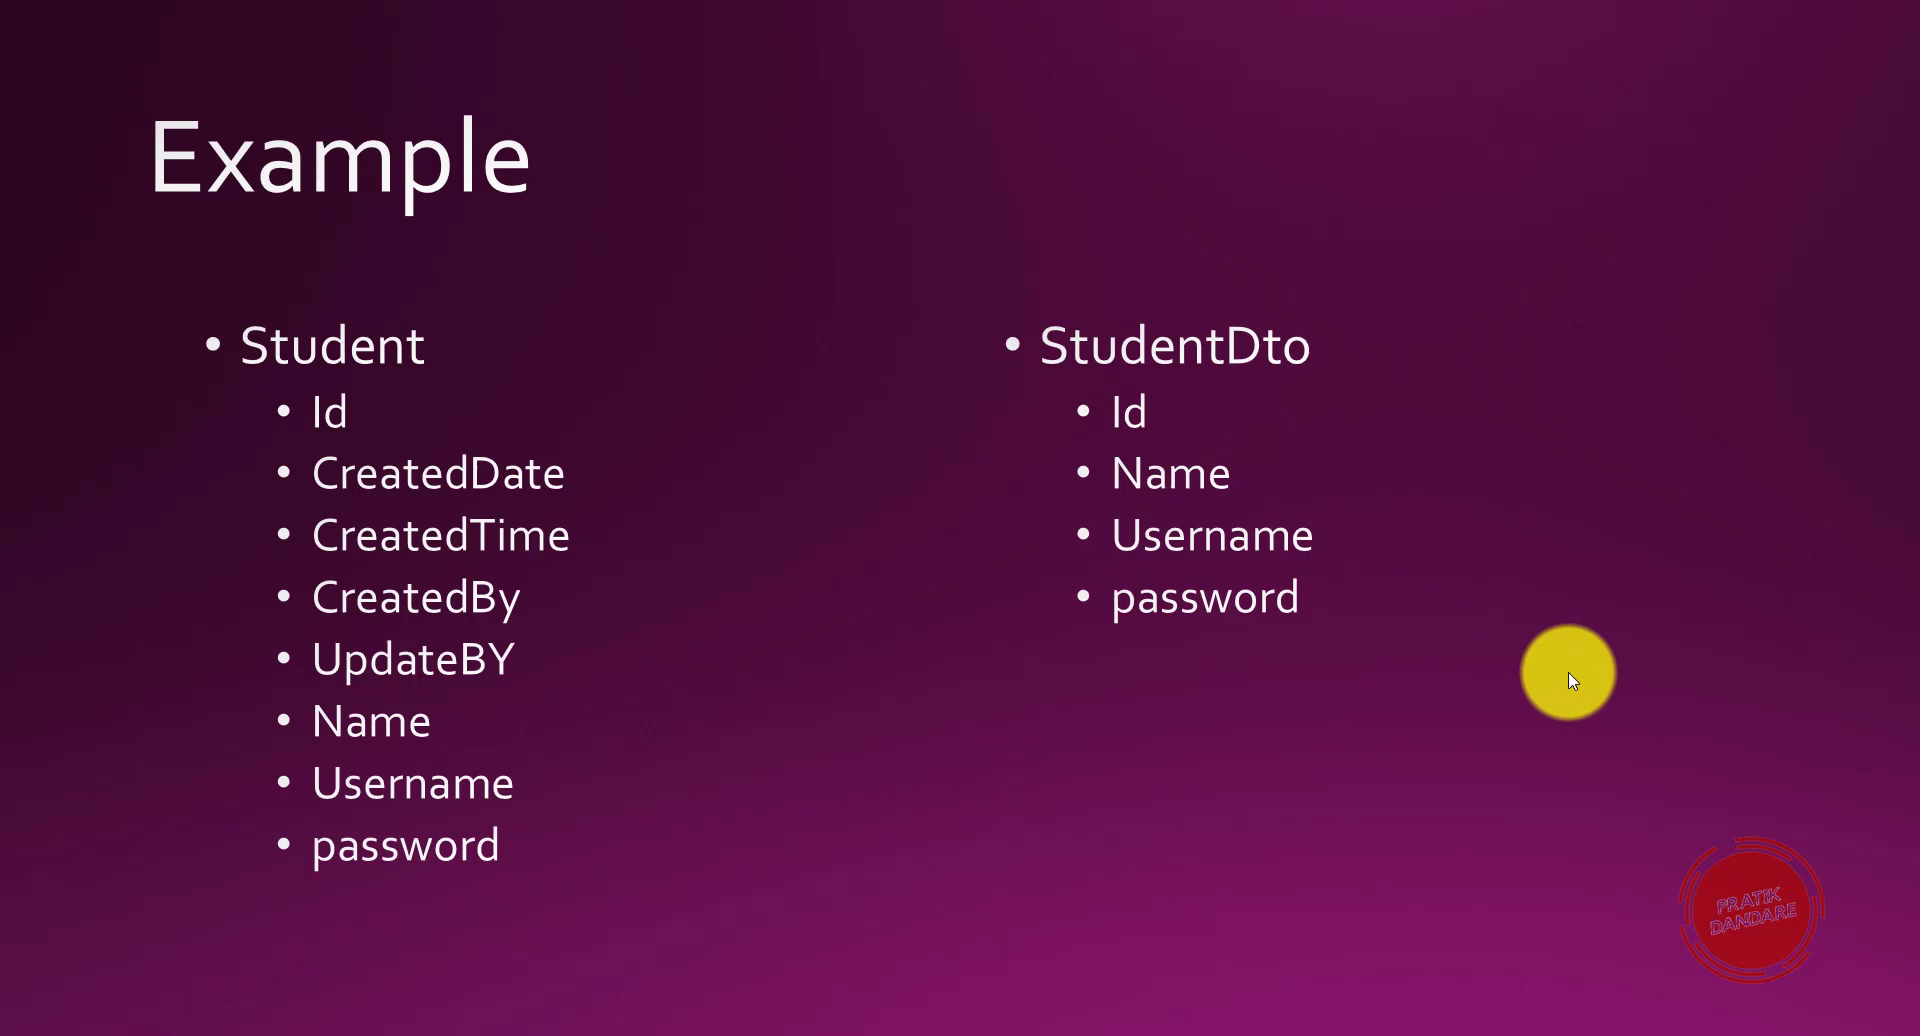 Example
• Student
• Id
• CreatedDate
• CreatedTime
• CreatedBy
• UpdateBY
• Name
• Username
• password
• StudentDto
• Id
• Name
• Username
• password
PRATIK
DANDARE